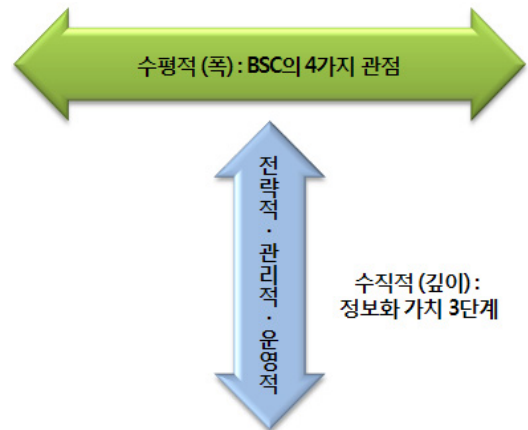 수평적 (폭) : BSC의 4가지 관점
전략적·관리적·운영적
수직적 (깊이) :
정보화 가치 3단계